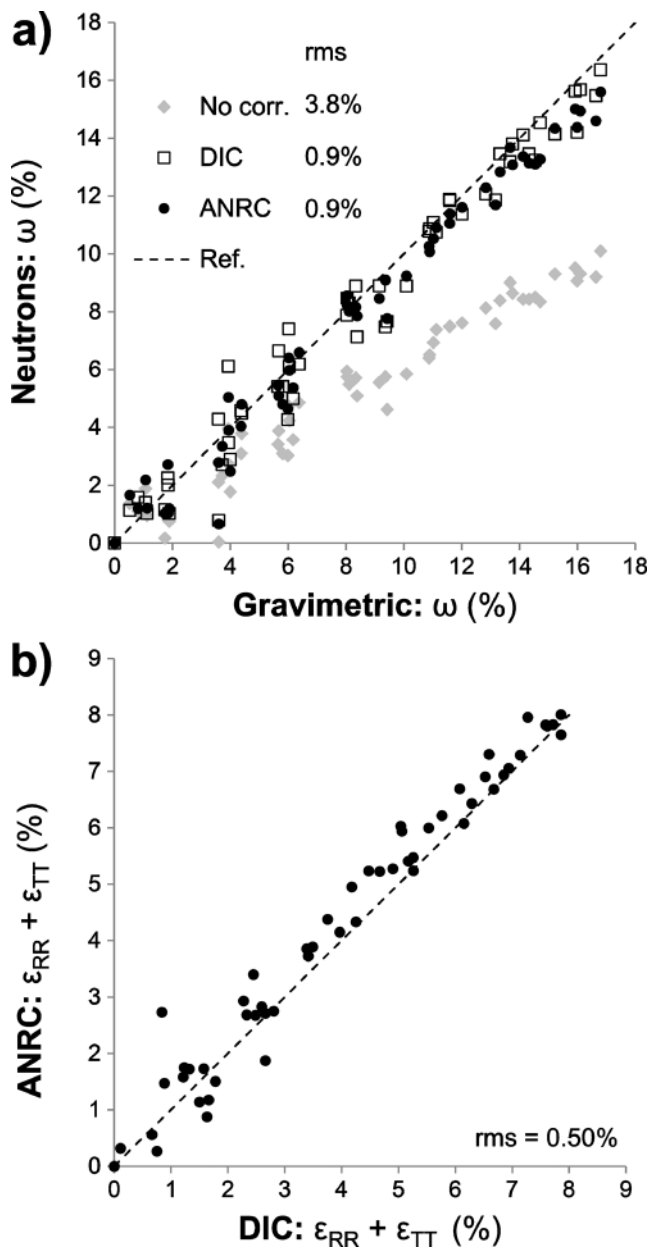 a)
rms
No corr. 3.8%
DIC 0.9%
ANRC 0.9%
Ref.
Neutrons: ω (%)
18
16
14
12
10
8
6
4
2
0
0 2 4 6 8 10 12 14 16 18
Gravimetric: ω (%)
b)
ANRC: εRR + εTT (%)
9
8
7
6
5
4
3
2
1
0
rms = 0.50%
0 1 2 3 4 5 6 7 8 9
DIC: εRR + εTT (%)